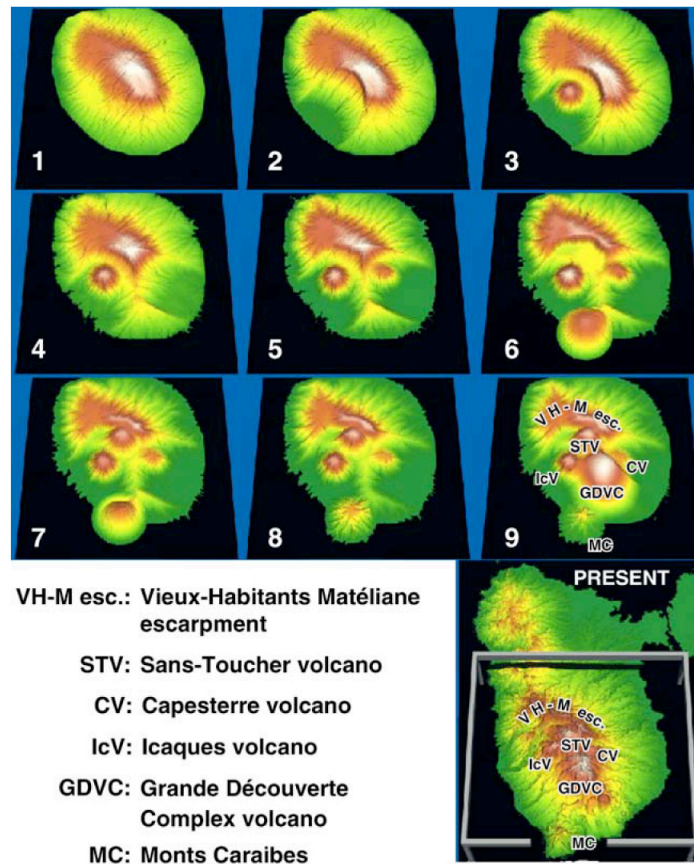 1
2
3
4
5
6
7
8
9
VH-M esc.
STV
CV
IcV
GDVC
MC
PRESENT
VH-M esc.
STV
CV
IcV
GDVC
MC
VH-M esc.: Vieux-Habitants Matéliane
escarpment
STV: Sans-Toucher volcano
CV: Capesterre volcano
IcV: Icaques volcano
GDVC: Grande Découverte
Complex volcano
MC: Monts Caraibes